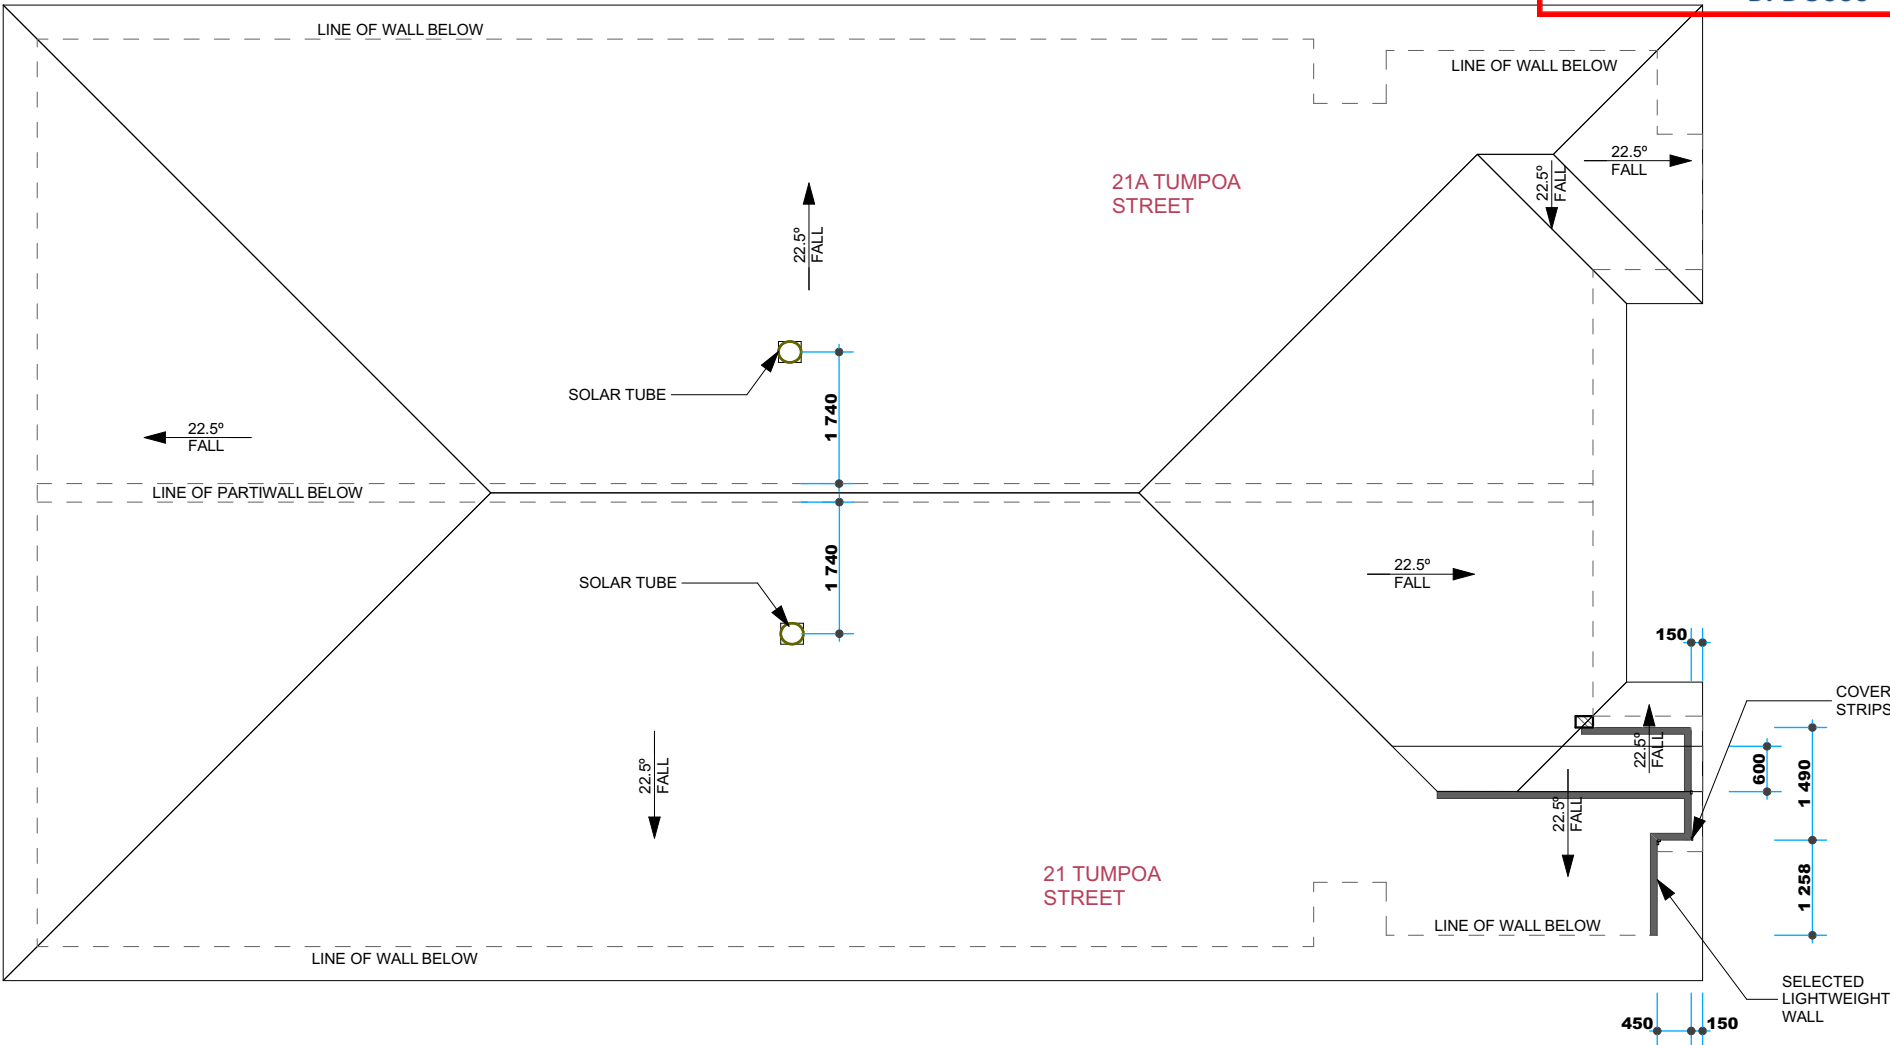 LINE OF WALL BELOW
LINE OF WALL BELOW
22.5º
FALL
22.5º
FALL
21A TUMPOA
STREET
22.5º
FALL
SOLAR TUBE
1 740
22.5º
FALL
LINE OF PARTIWALL BELOW
1 740
SOLAR TUBE
22.5º
FALL
150
COVER
STRIPS
22.5º
FALL
22.5º
FALL
600
1 490
22.5º
FALL
21 TUMPOA
STREET
1 258
LINE OF WALL BELOW
LINE OF WALL BELOW
SELECTED
LIGHTWEIGHT
WALL
450
150